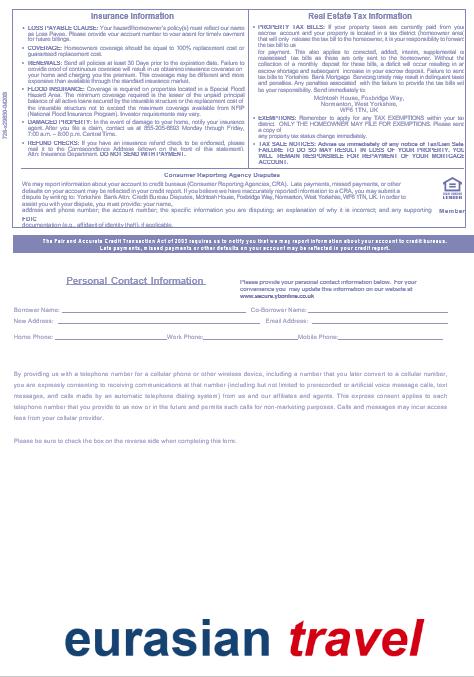 Insurance Information
• LOSS PAYABLE CLAUSE: Your hazard/homeowner's policy(s) must reflect our name
as Loss Payee. Please provide your account number to your agent for timely payment
for future billings.
• COVERAGE: Homeowners coverage should be equal to 100% replacement cost or
guaranteed replacement cost.
• RENEWALS: Send all policies at least 30 Days prior to the expiration date. Failure to
provide proof of continuous coverage will result in us obtaining insurance coverage on
your home and charging you the premium. This coverage may be different and more
expensive than standard coverage available through the standard insurance market.
• FLOOD INSURANCE: Coverage is required on properties located in a Special Flood
Hazard Area. The minimum coverage required is the lesser of the unpaid principal
balance of all active loans secured by the insurable structure or the replacement cost of
the insurable structure not to exceed the maximum coverage available from NFIP
(National Flood Insurance Program). Investor requirements may vary.
• DAMAGED PROPERTY: In the event of damage to your home, notify your insurance
agent. After you file a claim, contact us at 855-205-8893 Monday through Friday,
7:00 a.m. – 8:00 p.m. Central Time.
• REFUND CHECKS: If you have an insurance refund check to be endorsed, please
mail it to the Correspondence Address (shown on the front of this statement).
Attn: Insurance Department. DO NOT SEND WITH PAYMENT.
Real Estate Tax Information
• PROPERTY TAX BILLS: If your property taxes are currently paid from your
escrow account and your property is located in a tax district (homeowner area)
that will only release the tax bill to the homeowner, it is your responsibility to forward
the tax bill to us
for payment. This also applies to corrected, added, interim, supplemental or
reassessed tax bills as these are only sent to the homeowner. Without the
collection of a monthly deposit for these bills, a deficit will occur resulting in an
escrow shortage and subsequent increase in your escrow deposit. Failure to send
tax bills to Yorkshire Bank Mortgage Servicing timely may result in delinquent taxes
and penalties. Any penalties associated with the failure to provide the tax bills will
be your responsibility. Send immediately to:
McIntosh House, Foxbridge Way,
Normanton, West Yorkshire,
WF6 1TN, UK
• EXEMPTIONS: Remember to apply for any TAX EXEMPTIONS within your tax
district. ONLY THE HOMEOWNER MAY FILE FOR EXEMPTIONS. Please send
a copy of
any property tax status change immediately.
• TAX SALE NOTICES: Advise us immediately of any notice of Tax/Lien Sale
FAILURE TO DO SO MAY RESULT IN LOSS OF YOUR PROPERTY. YOU
WILL REMAIN RESPONSIBLE FOR REPAYMENT OF YOUR MORTGAGE
ACCOUNT.
Consumer Reporting Agency Disputes
We may report information about your account to credit bureaus (Consumer Reporting Agencies, CRA). Late payments, missed payments, or other
defaults on your account may be reflected in your credit report. If you believe we have inaccurately reported information to a CRA, you may submit a
dispute by writing to: Yorkshire Bank Attn: Credit Bureau Disputes, McIntosh House, Foxbridge Way, Normanton, West Yorkshire, WF6 1TN, UK. In order to
assist you with your dispute, you must provide: your name,
address and phone number; the account number; the specific information you are disputing; an explanation of why it is incorrect; and any supporting Member
FDIC
documentation (e.g., affidavit of identity theft), if applicable.
LENDER
The Fair and Accurate Credit Transaction Act of 2003 requires us to notify you that we may report information about your account to credit bureaus.
Late payments, missed payments or other defaults on your account may be reflected in your credit report.
Personal Contact Information
Please provide your personal contact information below. For your
convenience you may update this information on our website at
www.secure.ybonline.co.uk
Borrower Name: Co-Borrower Name:
New Address: Email Address:
Home Phone: Work Phone: Mobile Phone:
By providing us with a telephone number for a cellular phone or other wireless device, including a number that you later convert to a cellular number,
you are expressly consenting to receiving communications at that number (including but not limited to prerecorded or artificial voice message calls, text
messages, and calls made by an automatic telephone dialing system) from us and our affiliates and agents. This express consent applies to each
telephone number that you provide to us now or in the future and permits such calls for non-marketing purposes. Calls and messages may incur access
fees from your cellular provider.
Please be sure to check the box on the reverse side when completing this form.
eurasian travel